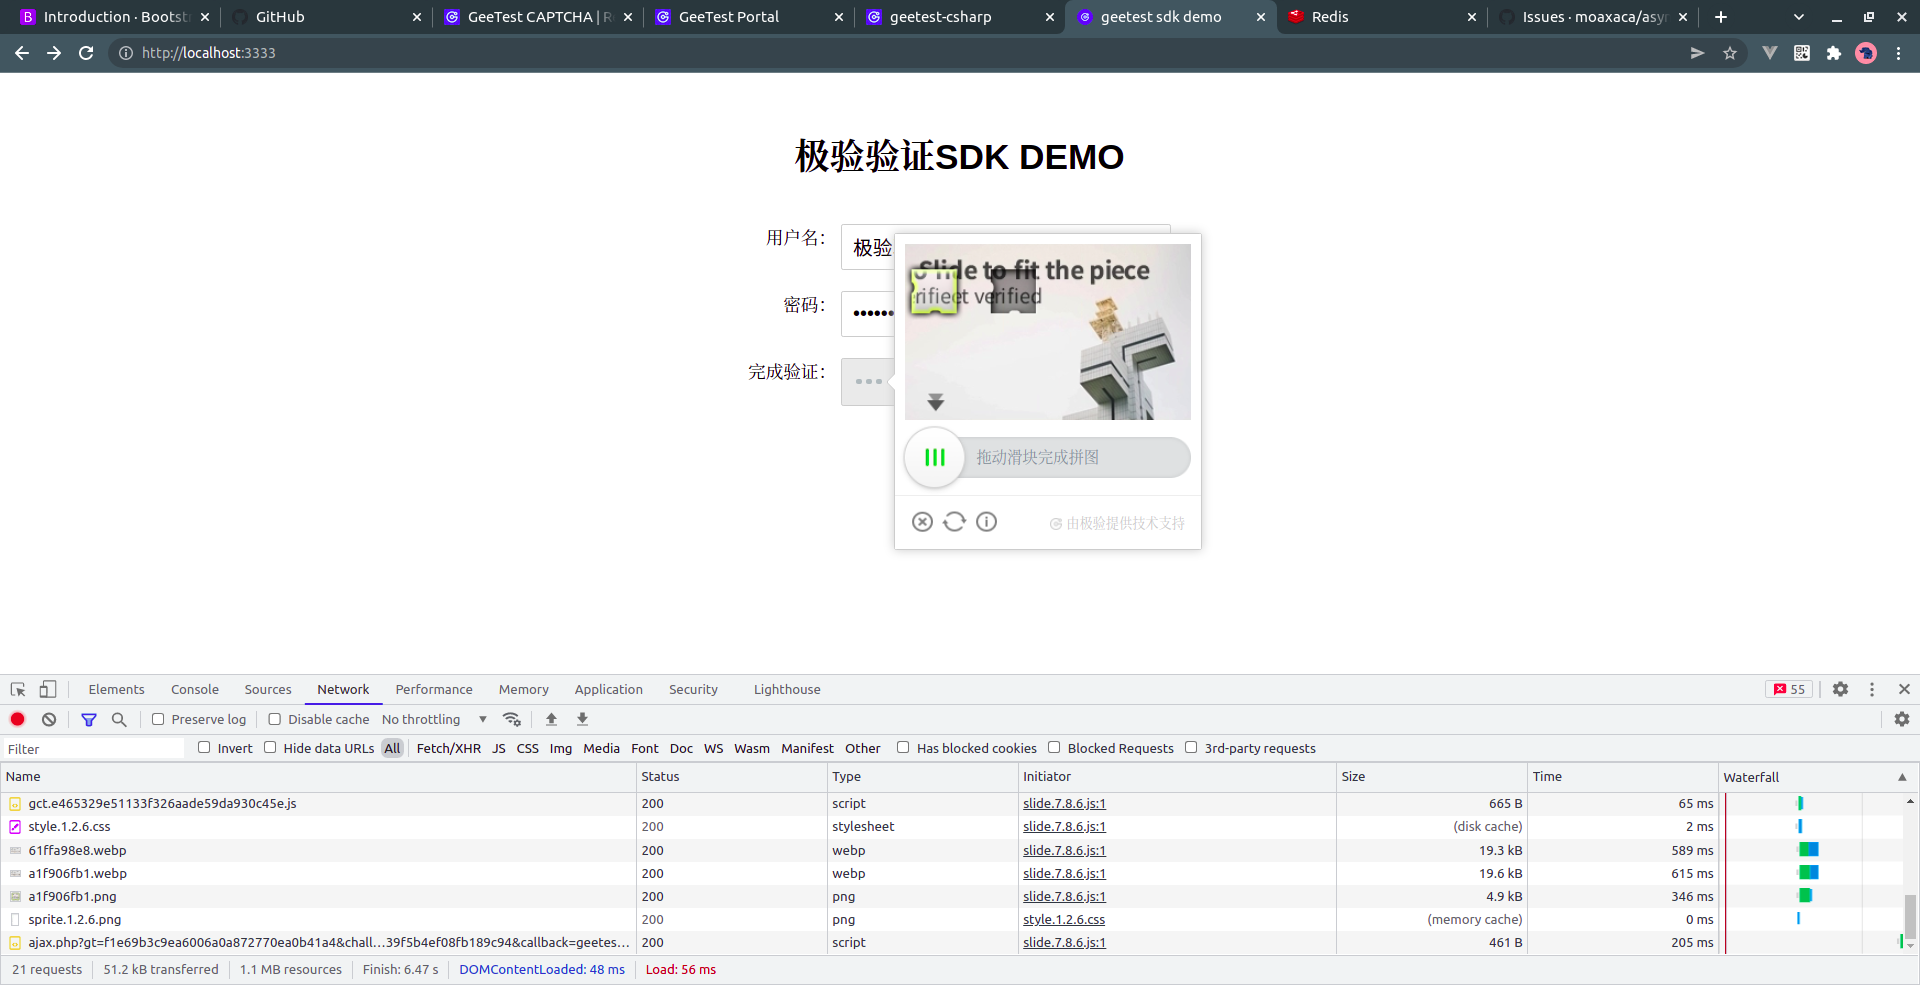 Introduction · Bootst
GitHub
GeeTest CAPTCHA | R
GeeTest Portal
geetest-csharp
geetest sdk demo
Redis
Issues · moaxaca/asy
http://localhost:3333
极验验证SDK DEMO
用户名：
极验
密码：
完成验证：
Slide to fit the piece
rifieet verified
拖动滑块完成拼图
由极验提供技术支持
Elements Console Sources Network Performance Memory Application Security Lighthouse 55
Preserve log Disable cache No throttling
Filter Invert Hide data URLs All Fetch/XHR JS CSS Img Media Font Doc WS Wasm Manifest Other Has blocked cookies Blocked Requests 3rd-party requests
Name Status Type Initiator Size Time Waterfall
gct.e465329e51133f326aade59da930c45e.js 200 script slide.7.8.6.js:1 665 B 65 ms
style.1.2.6.css 200 stylesheet slide.7.8.6.js:1 (disk cache) 2 ms
61ffa98e8.webp 200 webp slide.7.8.6.js:1 19.3 kB 589 ms
a1f906fb1.webp 200 webp slide.7.8.6.js:1 19.6 kB 615 ms
a1f906fb1.png 200 png slide.7.8.6.js:1 4.9 kB 346 ms
sprite.1.2.6.png 200 png style.1.2.6.css (memory cache) 0 ms
ajax.php?gt=f1e69b3c9ea6006a0a872770ea0b41a4&chall…39f5b4ef08fb189c94&callback=geetes… 200 script slide.7.8.6.js:1 461 B 205 ms
21 requests 51.2 kB transferred 1.1 MB resources Finish: 6.47 s DOMContentLoaded: 48 ms Load: 56 ms